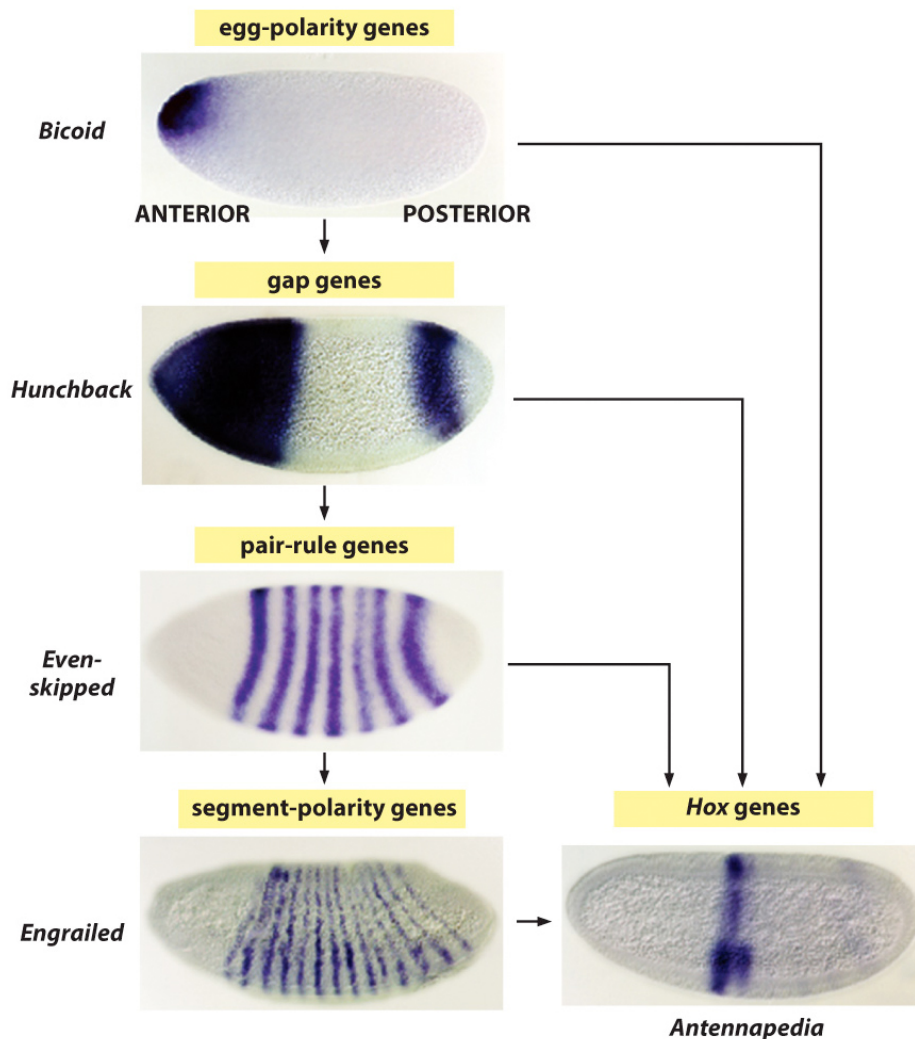 egg-polarity genes
Bicoid
ANTERIOR
POSTERIOR
gap genes
Hunchback
pair-rule genes
Even-
skipped
segment-polarity genes
Hox genes
Engrailed
Antennapedia